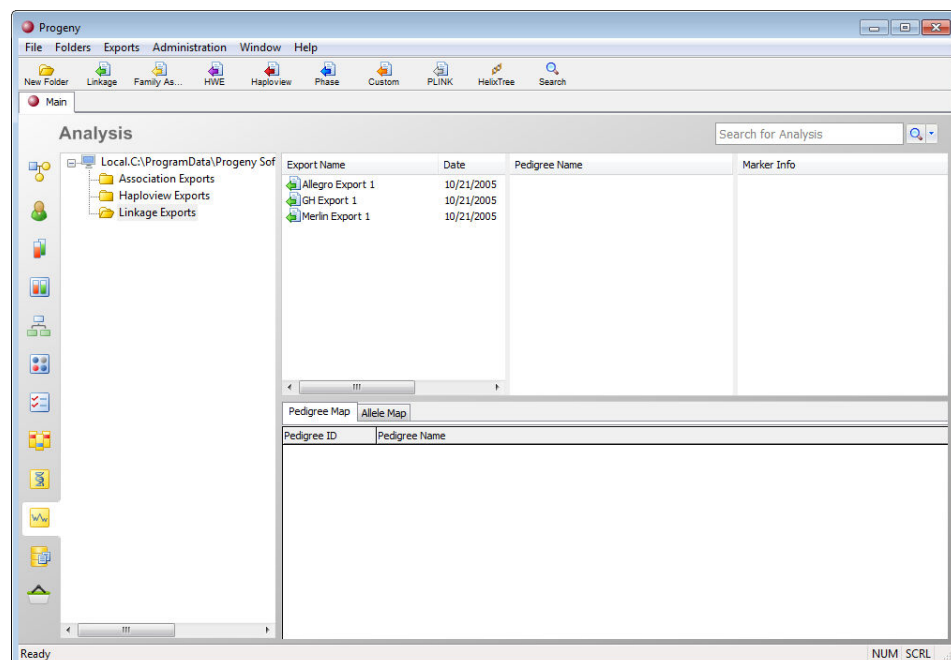 Progeny
File Folders Exports Administration Window Help
New Folder Linkage Family As... HWE Haploview Phase Custom PLINK HelixTree Search
Main
Analysis
Search for Analysis
Local.C:\ProgramData\Progeny Sof
Association Exports
Haploview Exports
Linkage Exports
Export Name Date Pedigree Name Marker Info
Allegro Export 1 10/21/2005
GH Export 1 10/21/2005
Merlin Export 1 10/21/2005
Pedigree Map Allele Map
Pedigree ID Pedigree Name
Ready NUM SCRL